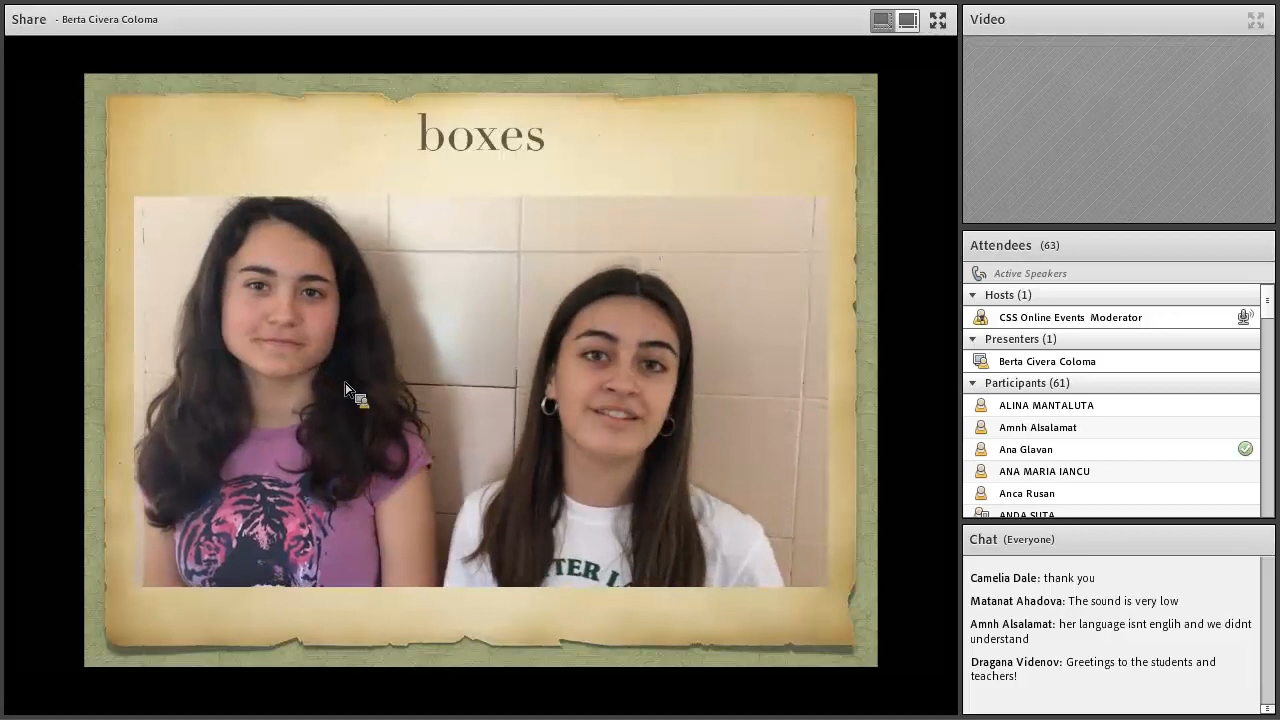 Share - Berta Civera Coloma
boxes
Video
Attendees (63)
Active Speakers
Hosts (1)
CSS Online Events Moderator
Presenters (1)
Berta Civera Coloma
Participants (61)
ALINA MANTALUTA
Amnh Alsalamat
Ana Glavan
ANA MARIA IANCU
Anca Rusan
ANDA SUTA
Chat (Everyone)
Camelia Dale: thank you
Matanat Ahadova: The sound is very low
Amnh Alsalamat: her language isnt englih and we didnt
understand
Dragana Videnov: Greetings to the students and
teachers!